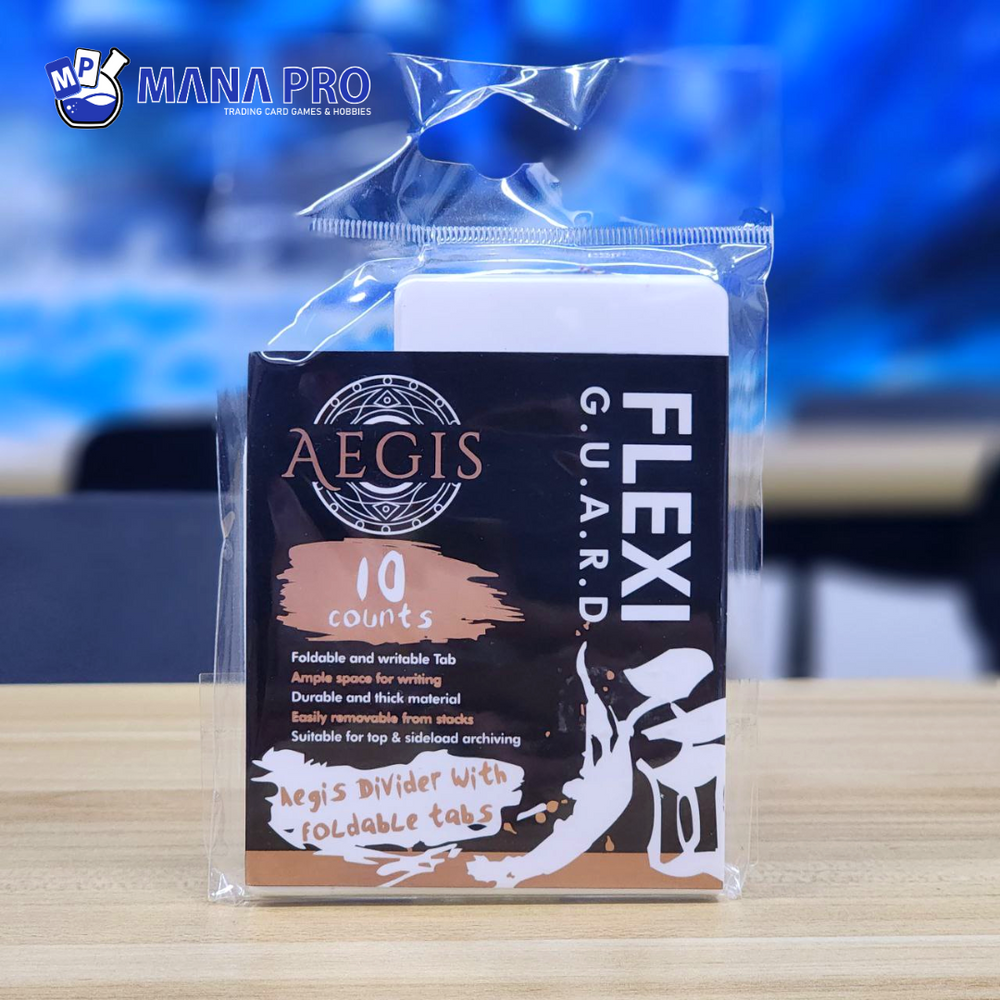 MP
MANA PRO
TRADING CARD GAMES & HOBBIES
AEGIS
FLEXI
G.U.A.R.D
10
counts
Foldable and writable Tab
Ample space for writing
Durable and thick material
Easily removable from stacks
Suitable for top & sideload archiving
Aegis Divider with
foldable tabs